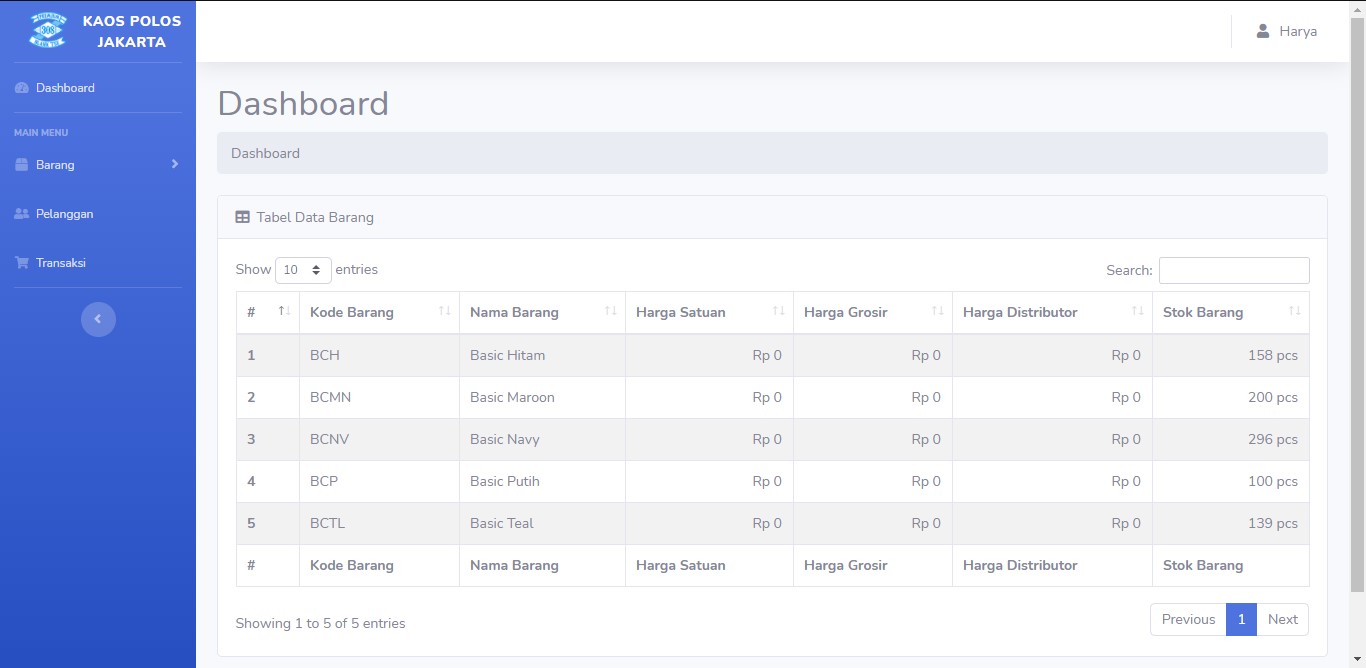 KAOS POLOS
JAKARTA
Harya
Dashboard
MAIN MENU
Barang
Pelanggan
Transaksi
Dashboard
Dashboard
Tabel Data Barang
Show 10 entries Search:
# Kode Barang Nama Barang Harga Satuan Harga Grosir Harga Distributor Stok Barang
1 BCH Basic Hitam Rp 0 Rp 0 Rp 0 158 pcs
2 BCMN Basic Maroon Rp 0 Rp 0 Rp 0 200 pcs
3 BCNV Basic Navy Rp 0 Rp 0 Rp 0 296 pcs
4 BCP Basic Putih Rp 0 Rp 0 Rp 0 100 pcs
5 BCTL Basic Teal Rp 0 Rp 0 Rp 0 139 pcs
# Kode Barang Nama Barang Harga Satuan Harga Grosir Harga Distributor Stok Barang
Showing 1 to 5 of 5 entries Previous 1 Next